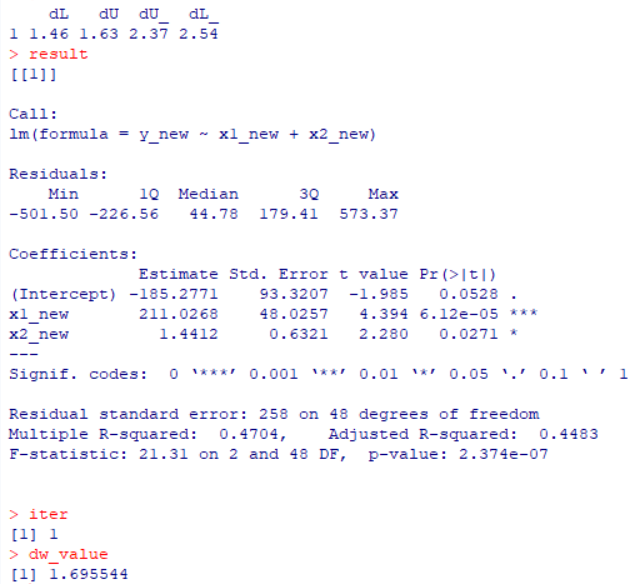 dL   dU  dU_  dL_
1 1.46 1.63 2.37 2.54
> result
[[1]]

Call:
lm(formula = y_new ~ x1_new + x2_new)

Residuals:
    Min      1Q  Median      3Q     Max
-501.50 -226.56   44.78  179.41  573.37

Coefficients:
             Estimate Std. Error t value Pr(>|t|)
(Intercept) -185.2771    93.3207  -1.985   0.0528 .
x1_new       211.0268    48.0257   4.394 6.12e-05 ***
x2_new         1.4412     0.6321   2.280   0.0271 *
---
Signif. codes:  0 ‘***’ 0.001 ‘**’ 0.01 ‘*’ 0.05 ‘.’ 0.1 ‘ ’ 1

Residual standard error: 258 on 48 degrees of freedom
Multiple R-squared:  0.4704,    Adjusted R-squared:  0.4483
F-statistic: 21.31 on 2 and 48 DF,  p-value: 2.374e-07

> iter
[1] 1
> dw_value
[1] 1.695544